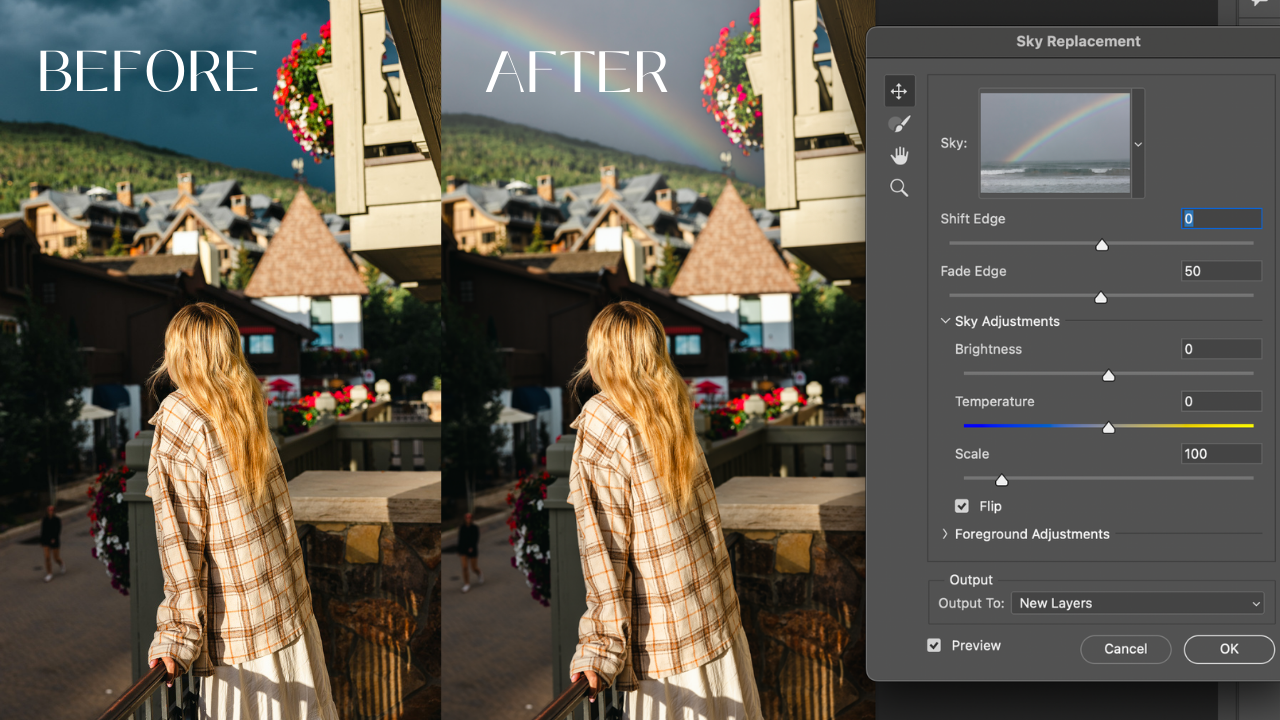 BEFORE
AFTER
Sky Replacement
Sky:
Shift Edge
0
Fade Edge
50
Sky Adjustments
Brightness
0
Temperature
0
Scale
100
Flip
Foreground Adjustments
Output
Output To: New Layers
Preview
Cancel
OK